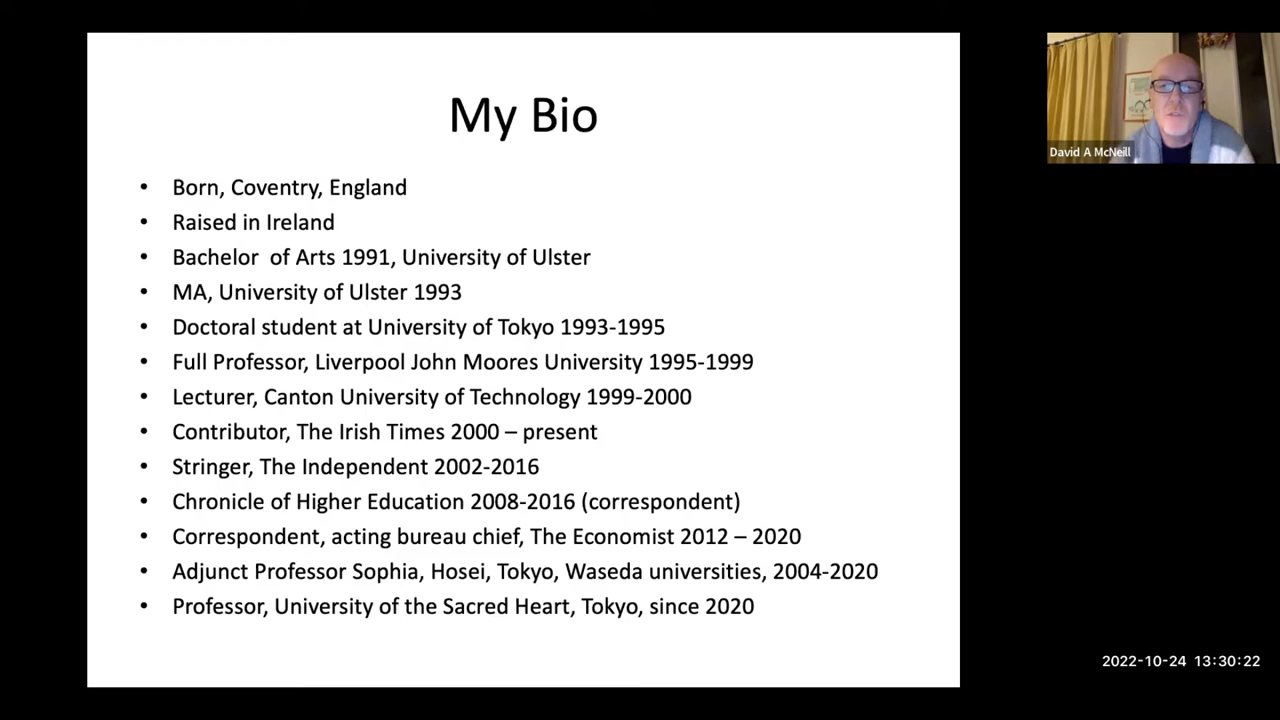 My Bio
• Born, Coventry, England
• Raised in Ireland
• Bachelor  of Arts 1991, University of Ulster
• MA, University of Ulster 1993
• Doctoral student at University of Tokyo 1993-1995
• Full Professor, Liverpool John Moores University 1995-1999
• Lecturer, Canton University of Technology 1999-2000
• Contributor, The Irish Times 2000 – present
• Stringer, The Independent 2002-2016
• Chronicle of Higher Education 2008-2016 (correspondent)
• Correspondent, acting bureau chief, The Economist 2012 – 2020
• Adjunct Professor Sophia, Hosei, Tokyo, Waseda universities, 2004-2020
• Professor, University of the Sacred Heart, Tokyo, since 2020
David A McNeill
2022-10-24 13:30:22